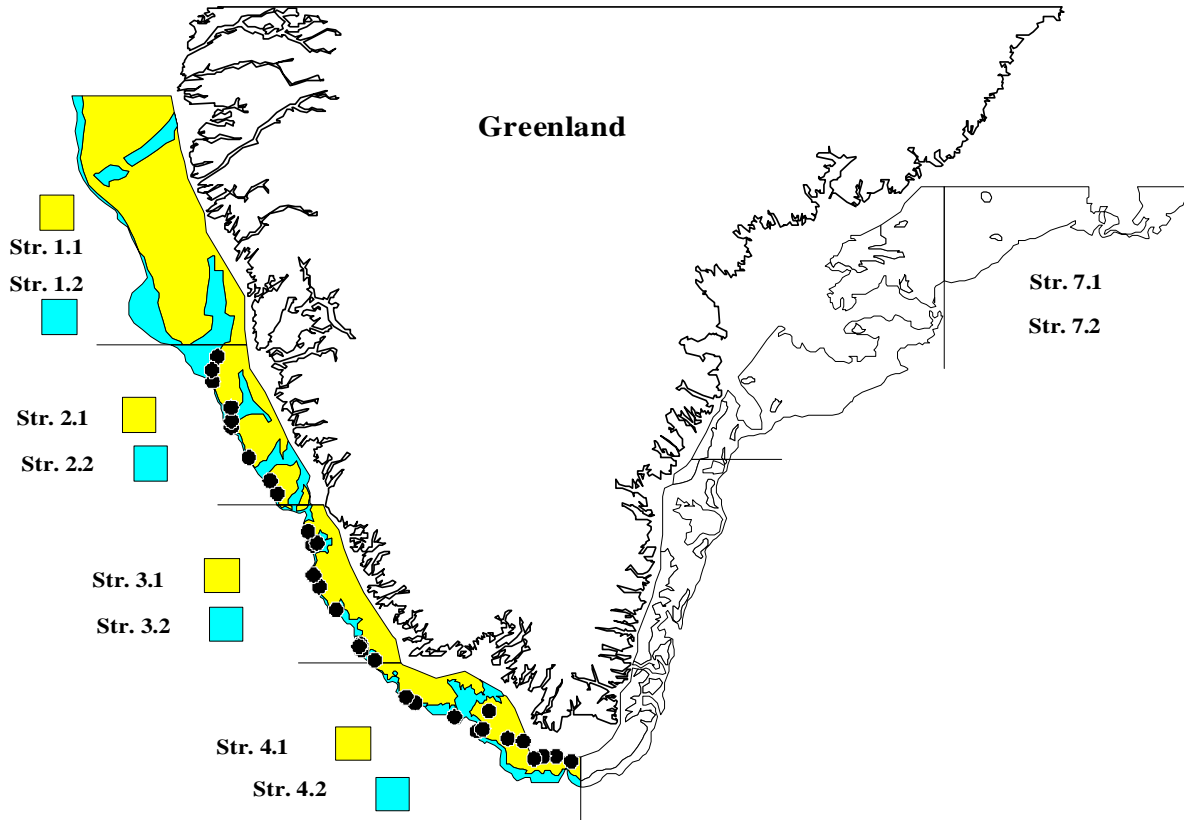 Greenland
Str. 1.1
Str. 1.2
Str. 7.1
Str. 7.2
Str. 2.1
Str. 2.2
Str. 3.1
Str. 3.2
Str. 4.1
Str. 4.2